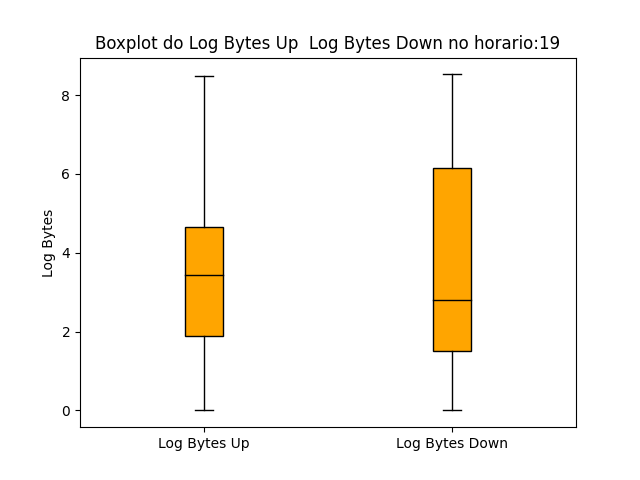 Boxplot do Log Bytes Up  Log Bytes Down no horario:19
Log Bytes
8
6
4
2
0
Log Bytes Up
Log Bytes Down